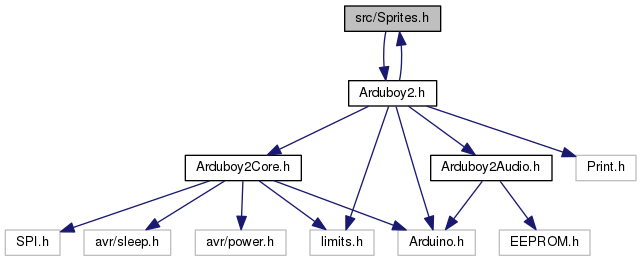 src/Sprites.h
Arduboy2.h
Arduboy2Core.h
Arduboy2Audio.h
Print.h
SPI.h
avr/sleep.h
avr/power.h
limits.h
Arduino.h
EEPROM.h